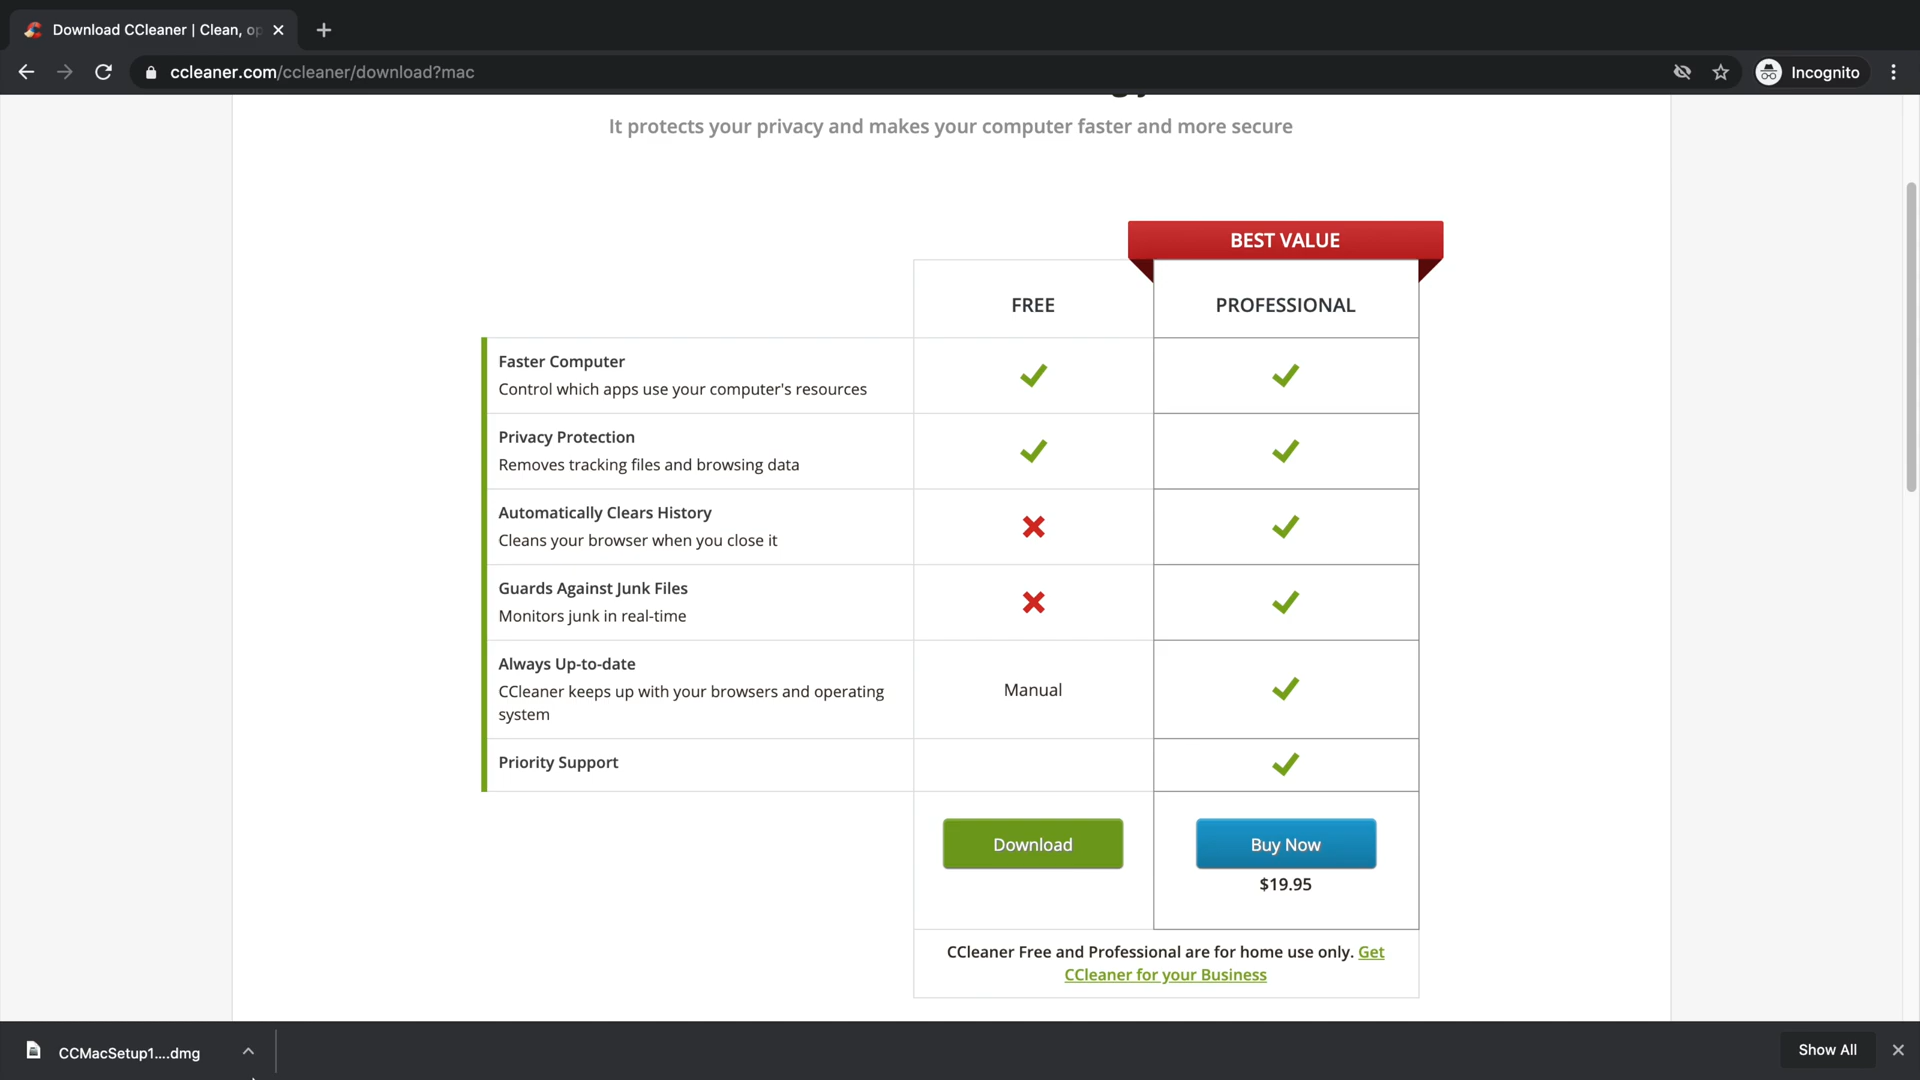 Download CCleaner | Clean, op
ccleaner.com/ccleaner/download?mac
Incognito
It protects your privacy and makes your computer faster and more secure
BEST VALUE
FREE
PROFESSIONAL
Faster Computer
Control which apps use your computer's resources
Privacy Protection
Removes tracking files and browsing data
Automatically Clears History
Cleans your browser when you close it
Guards Against Junk Files
Monitors junk in real-time
Always Up-to-date
CCleaner keeps up with your browsers and operating
system
Manual
Priority Support
Download
Buy Now
$19.95
CCleaner Free and Professional are for home use only. Get
CCleaner for your Business
CCMacSetup1....dmg
Show All